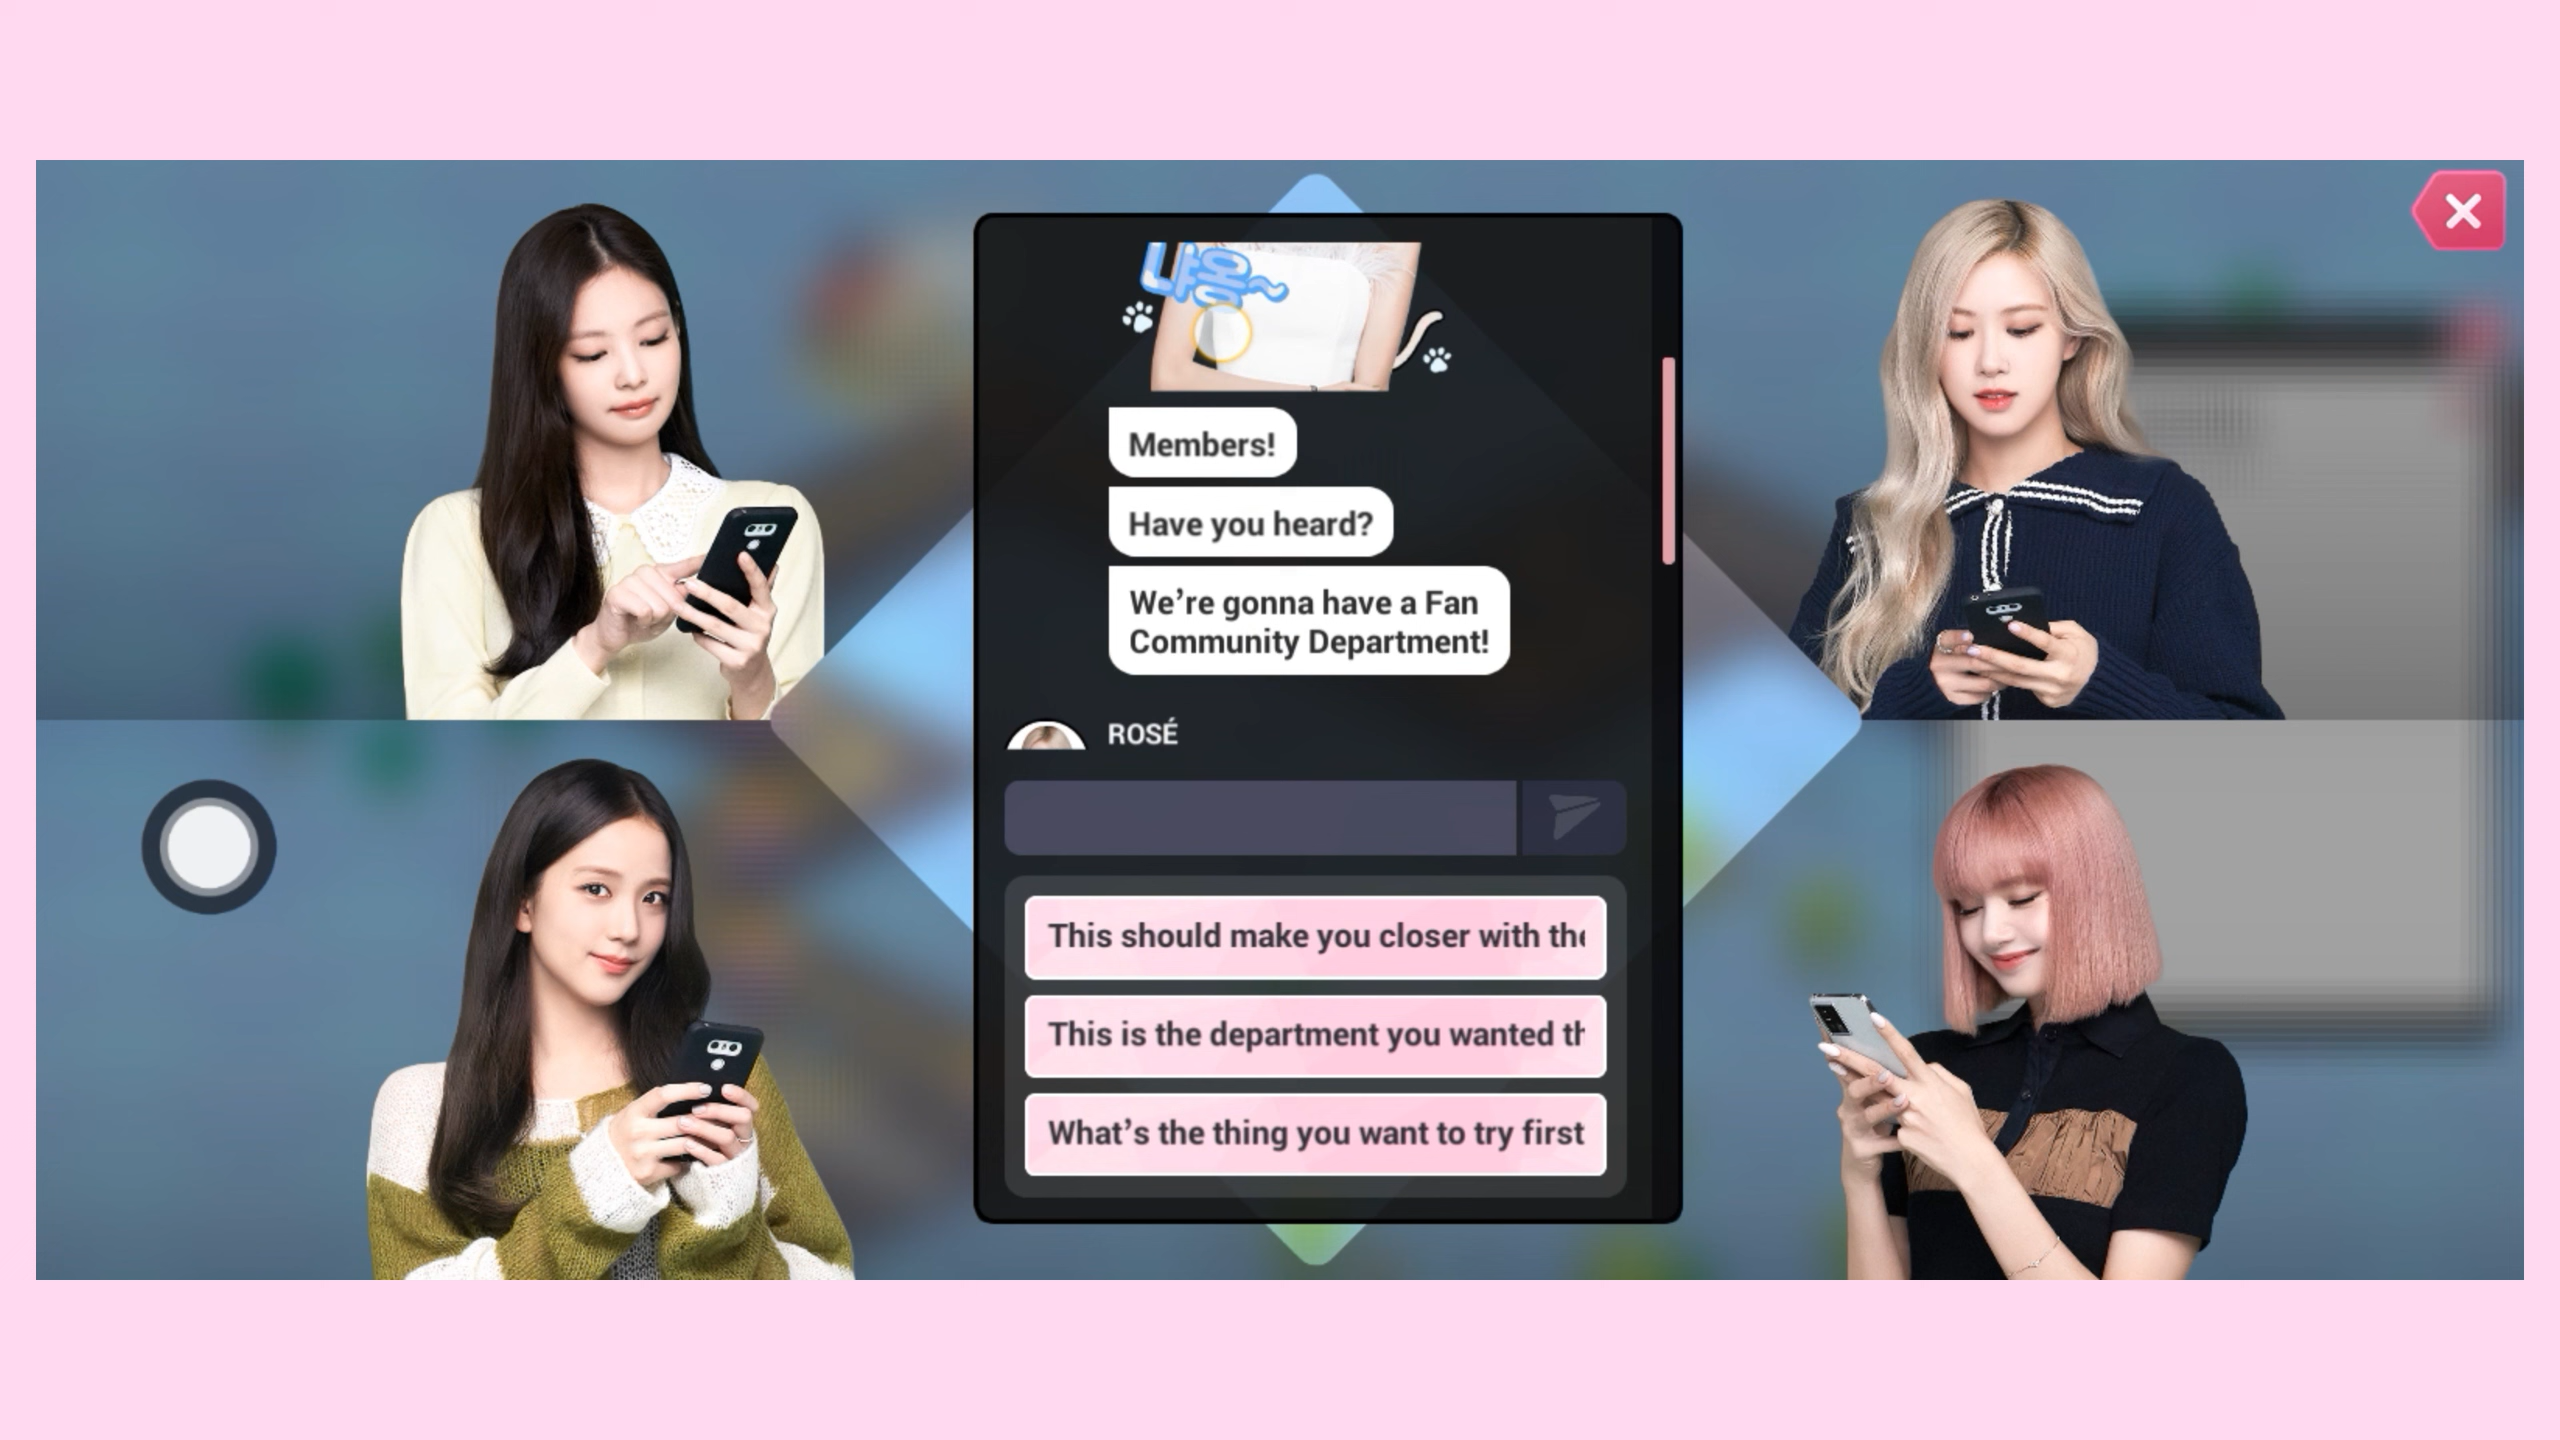 냐옹~
Members!
Have you heard?
We’re gonna have a Fan
Community Department!
ROSÉ
This should make you closer with the
This is the department you wanted th
What’s the thing you want to try first